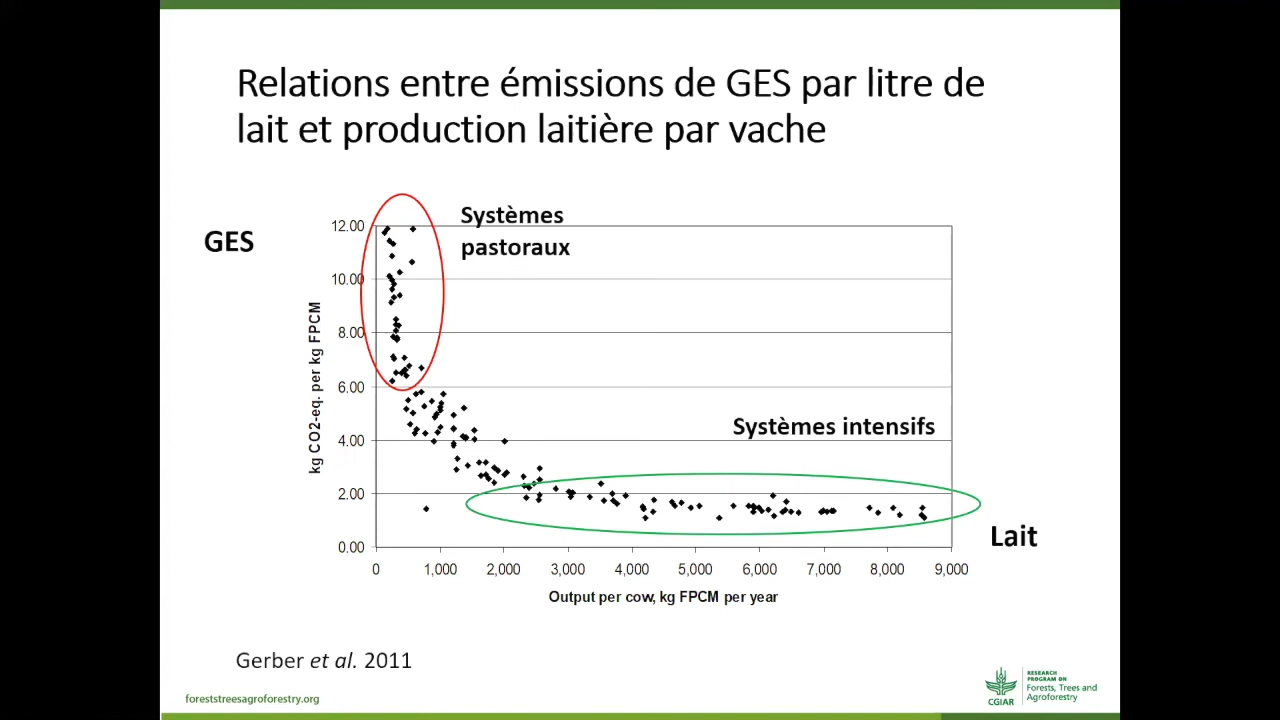 Relations entre émissions de GES par litre de
lait et production laitière par vache
GES
Systèmes
pastoraux
12.00
10.00
8.00
6.00
4.00
2.00
0.00
kg CO2-eq. per kg FPCM
Systèmes intensifs
Lait
0 1,000 2,000 3,000 4,000 5,000 6,000 7,000 8,000 9,000
Output per cow, kg FPCM per year
Gerber et al. 2011
foreststreesagroforestry.org
CGIAR
RESEARCH
PROGRAM ON
Forests, Trees and
Agroforestry